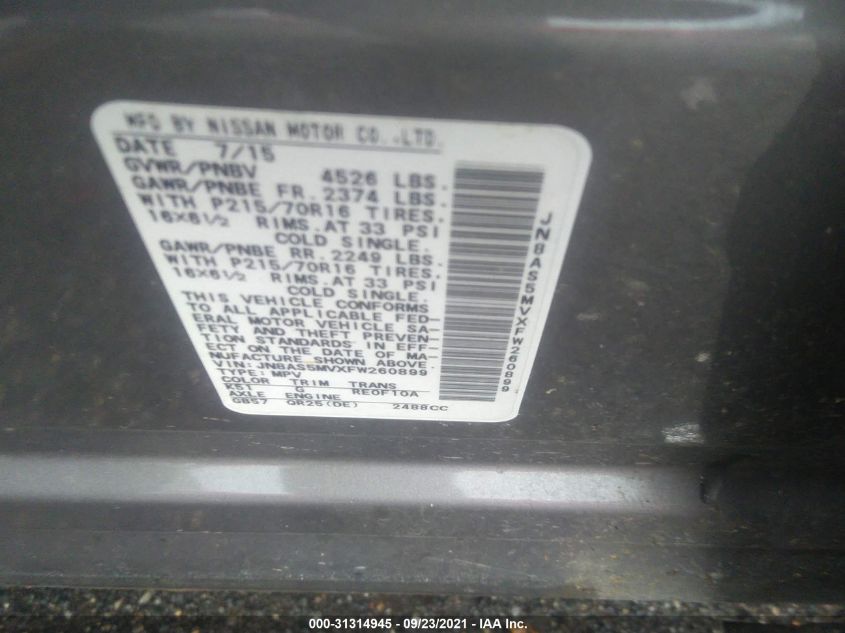 MFD BY NISSAN MOTOR CO.,LTD.
DATE 7/15
GVWR/PNBV 4526 LBS.
GAWR/PNBE FR. 2374 LBS.
WITH P215/70R16 TIRES.
16X6½ RIMS.AT 33 PSI
COLD SINGLE.
GAWR/PNBE RR. 2249 LBS.
WITH P215/70R16 TIRES.
16X6½ RIMS.AT 33 PSI
COLD SINGLE.
THIS VEHICLE CONFORMS
TO ALL APPLICABLE FED-
ERAL MOTOR VEHICLE SA-
FETY AND THEFT PREVEN-
TION STANDARDS IN EFF-
ECT ON THE DATE OF MA-
NUFACTURE SHOWN ABOVE.
VIN:JN8AS5MVXFW260899
TYPE:MPV
COLOR TRIM TRANS
K51 G RE0F10A
AXLE ENGINE
GB57 QR25(DE) 2488CC
JN8AS5MVXFW260899
000-31314945 - 09/23/2021 - IAA Inc.